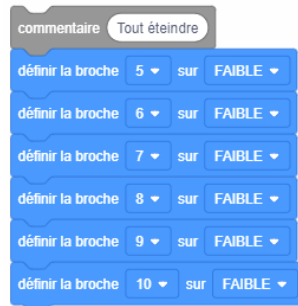 commentaire Tout éteindre
définir la broche 5 sur FAIBLE
définir la broche 6 sur FAIBLE
définir la broche 7 sur FAIBLE
définir la broche 8 sur FAIBLE
définir la broche 9 sur FAIBLE
définir la broche 10 sur FAIBLE